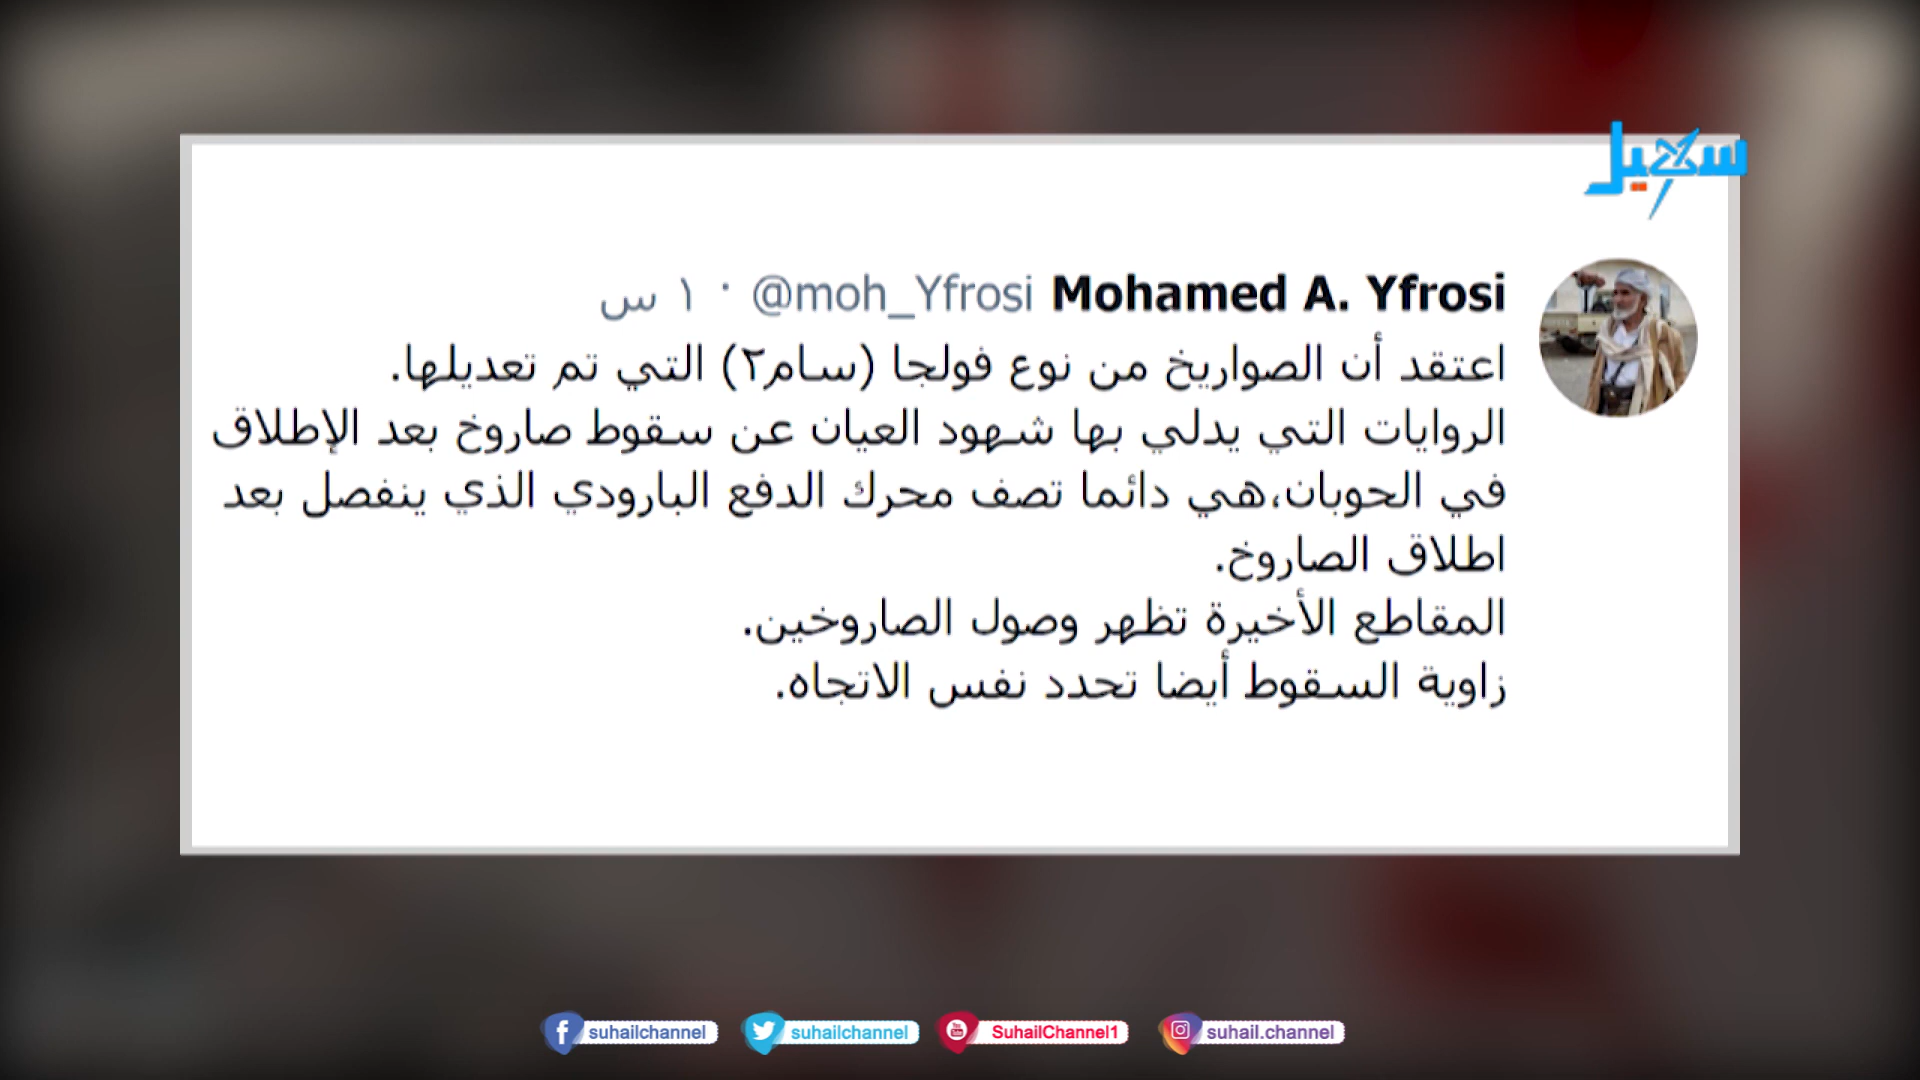 سهيل
Mohamed A. Yfrosi @moh_Yfrosi · ١ س
اعتقد أن الصواريخ من نوع فولجا (سام٢) التي تم تعديلها.
الروايات التي يدلي بها شهود العيان عن سقوط صاروخ بعد الإطلاق
في الحوبان،هي دائما تصف محرك الدفع البارودي الذي ينفصل بعد
اطلاق الصاروخ.
المقاطع الأخيرة تظهر وصول الصاروخين.
زاوية السقوط أيضا تحدد نفس الاتجاه.
suhailchannel suhailchannel SuhailChannel1 suhail.channel